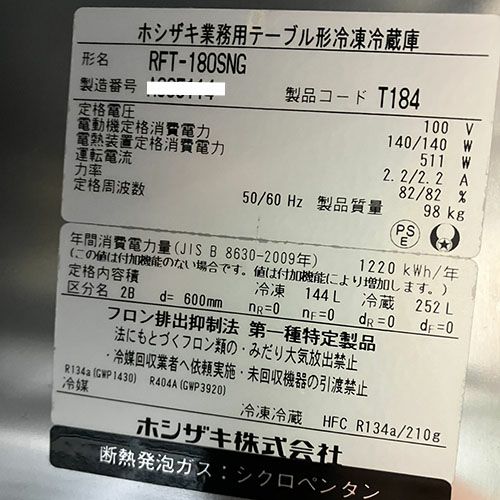 ホシザキ業務用テーブル形冷凍冷蔵庫
形名 RFT-180SNG
製造番号
製品コード T184
定格電圧 100 V
電動機定格消費電力 140/140 W
電熱装置定格消費電力 511 W
運転電流 2.2/2.2 A
力率 82/82 %
定格周波数 50/60 Hz 製品質量 98 kg
PS
E
年間消費電力量(JIS B 8630-2009年) 1220 kWh/年
(この値は付加機能のない場合です。値は付加機能により増加します。)
定格内容積 冷凍 144 L 冷蔵 252 L
区分名 2B d= 600mm nR=0 nF=0 dR=0 dF=0
フロン排出抑制法 第一種特定製品
法にもとづくフロン類の・みだり大気放出禁止
・冷媒回収業者へ依頼実施・未回収機器の引渡禁止
R134a(GWP1430) R404A(GWP3920)
冷媒 冷凍冷蔵 HFC R134a/210g
ホシザキ株式会社
断熱発泡ガス：シクロペンタン